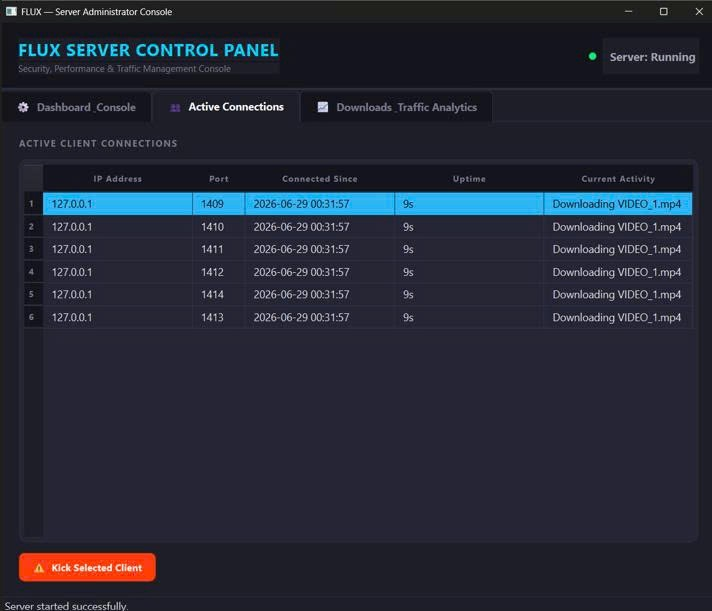 FLUX — Server Administrator Console
FLUX SERVER CONTROL PANEL
Security, Performance & Traffic Management Console
Server: Running
Dashboard _Console
Active Connections
Downloads _Traffic Analytics
ACTIVE CLIENT CONNECTIONS
IP Address Port Connected Since Uptime Current Activity
1 127.0.0.1 1409 2026-06-29 00:31:57 9s Downloading VIDEO_1.mp4
2 127.0.0.1 1410 2026-06-29 00:31:57 9s Downloading VIDEO_1.mp4
3 127.0.0.1 1411 2026-06-29 00:31:57 9s Downloading VIDEO_1.mp4
4 127.0.0.1 1412 2026-06-29 00:31:57 9s Downloading VIDEO_1.mp4
5 127.0.0.1 1414 2026-06-29 00:31:57 9s Downloading VIDEO_1.mp4
6 127.0.0.1 1413 2026-06-29 00:31:57 9s Downloading VIDEO_1.mp4
Kick Selected Client
Server started successfully.